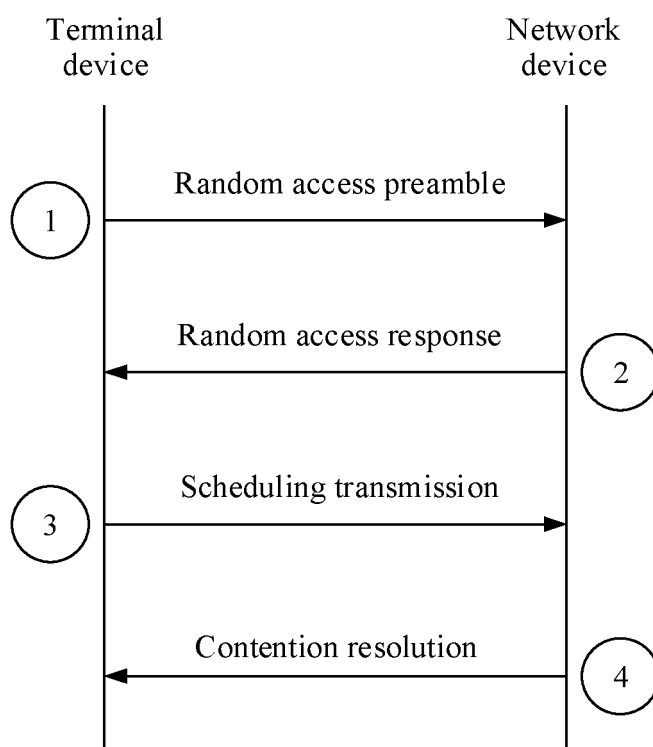 Terminal
device
Network
device
Random access preamble
1
Random access response
2
Scheduling transmission
3
Contention resolution
4